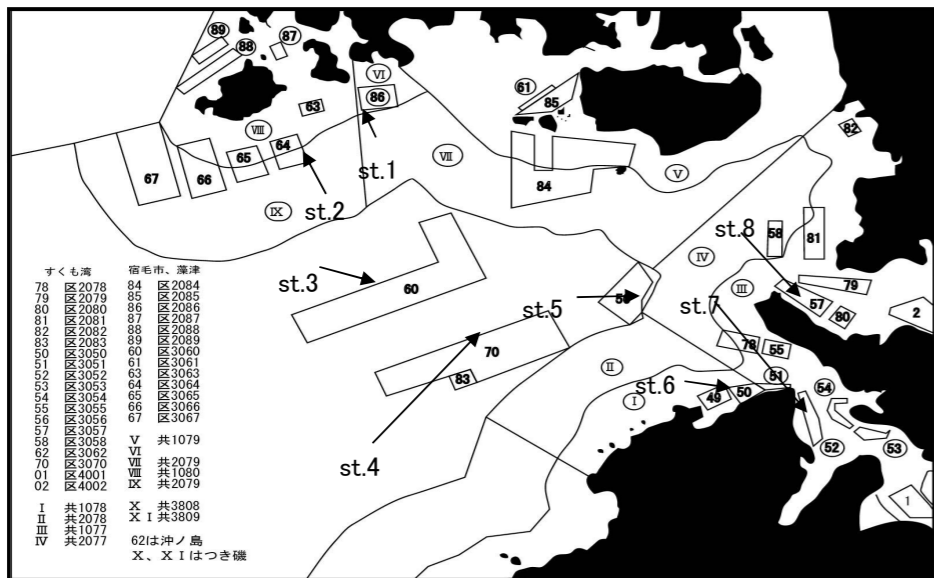 89
88
87
Ⅵ
86
63
61
85
82
Ⅷ
64
65
66
67
st.1
Ⅶ
Ⅴ
84
st.2
Ⅸ
st.8
58
81
Ⅳ
st.3
60
st.5
st.7
Ⅲ
79
57
80
2
70
83
Ⅱ
78
55
51
st.6
49
50
Ⅰ
54
52
53
1
st.4
すくも湾
78 区2078
79 区2079
80 区2080
81 区2081
82 区2082
83 区2083
50 区3050
51 区3051
52 区3052
53 区3053
54 区3054
55 区3055
56 区3056
57 区3057
58 区3058
62 区3062
70 区3070
01 区4001
02 区4002
Ⅰ 共1078
Ⅱ 共2078
Ⅲ 共1077
Ⅳ 共2077
宿毛市、藻津
84 区2084
85 区2085
86 区2086
87 区2087
88 区2088
89 区2089
60 区3060
61 区3061
63 区3063
64 区3064
65 区3065
66 区3066
67 区3067
Ⅴ 共1079
Ⅵ
Ⅶ 共2079
Ⅷ 共1080
Ⅸ 共2079
Ⅹ 共3808
ⅩⅠ 共3809
62は沖ノ島
Ⅹ、ⅩⅠはつき磯